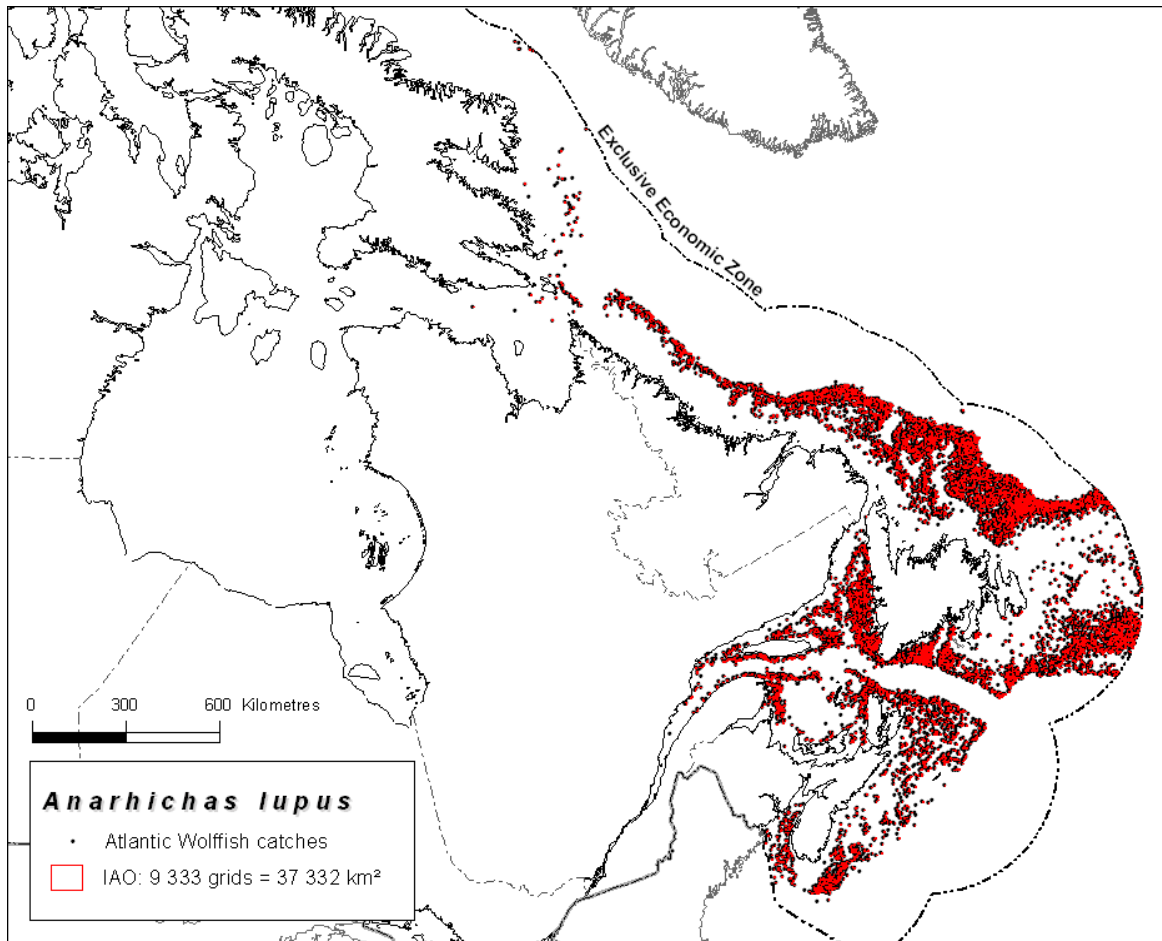 Exclusive Economic Zone
0 300 600 Kilometres
Anarhichas lupus
Atlantic Wolffish catches
IAO: 9 333 grids = 37 332 km²